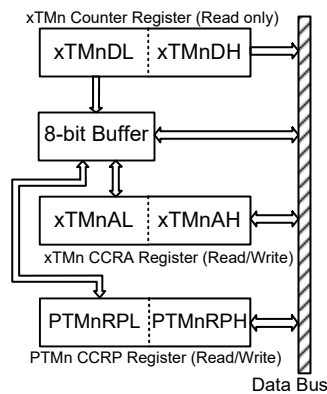 xTMn Counter Register (Read only)
xTMnDL xTMnDH
8-bit Buffer
xTMnAL xTMnAH
xTMn CCRA Register (Read/Write)
PTMnRPL PTMnRPH
PTMn CCRP Register (Read/Write)
Data Bus